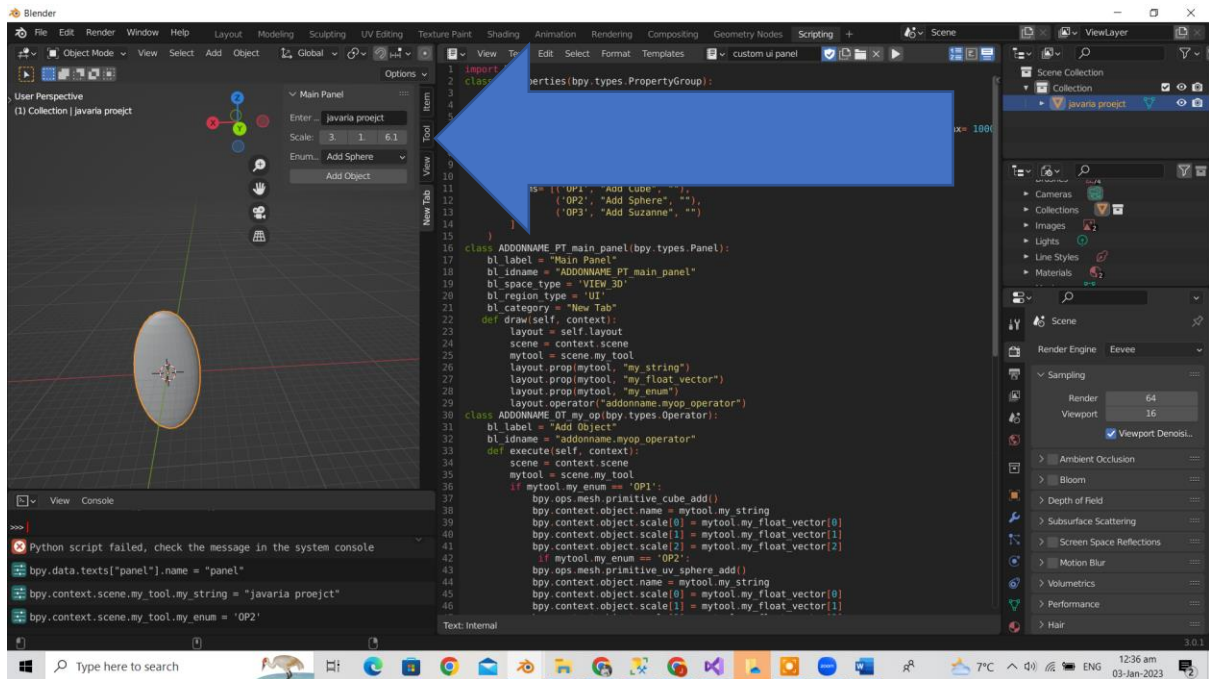 Blender
File Edit Render Window Help Layout Modeling Sculpting UV Editing Texture Paint Shading Animation Rendering Compositing Geometry Nodes Scripting + Scene ViewLayer
Object Mode View Select Add Object Global
View Edit Select Format Templates custom ui panel
Options
User Perspective
(1) Collection | javaria proejct
Z
X
Y
Main Panel
Enter .. javaria proejct
Scale: 3. 1. 6.1
Enum... Add Sphere
Add Object
Item
Tool
View
New Tab
1 import
2 class perties(bpy.types.PropertyGroup):
3
4
ax= 1000
9
10
11 s= [('OP1', "Add Cube", ""),
12 ('OP2', "Add Sphere", ""),
13 ('OP3', "Add Suzanne", "")
14 ]
15 )
16 class ADDONNAME_PT_main_panel(bpy.types.Panel):
17 bl_label = "Main Panel"
18 bl_idname = "ADDONNAME_PT_main_panel"
19 bl_space_type = 'VIEW_3D'
20 bl_region_type = 'UI'
21 bl_category = "New Tab"
22 def draw(self, context):
23 layout = self.layout
24 scene = context.scene
25 mytool = scene.my_tool
26 layout.prop(mytool, "my_string")
27 layout.prop(mytool, "my_float_vector")
28 layout.prop(mytool, "my_enum")
29 layout.operator("addonname.myop_operator")
30 class ADDONNAME_OT_my_op(bpy.types.Operator):
31 bl_label = "Add Object"
32 bl_idname = "addonname.myop_operator"
33 def execute(self, context):
34 scene = context.scene
35 mytool = scene.my_tool
36 if mytool.my_enum == 'OP1':
37 bpy.ops.mesh.primitive_cube_add()
38 bpy.context.object.name = mytool.my_string
39 bpy.context.object.scale[0] = mytool.my_float_vector[0]
40 bpy.context.object.scale[1] = mytool.my_float_vector[1]
41 bpy.context.object.scale[2] = mytool.my_float_vector[2]
42 if mytool.my_enum == 'OP2':
43 bpy.ops.mesh.primitive_uv_sphere_add()
44 bpy.context.object.name = mytool.my_string
45 bpy.context.object.scale[0] = mytool.my_float_vector[0]
46 bpy.context.object.scale[1] = mytool.my_float_vector[1]
Text: Internal
View Console
>>>
Python script failed, check the message in the system console
bpy.data.texts["panel"].name = "panel"
bpy.context.scene.my_tool.my_string = "javaria proejct"
bpy.context.scene.my_tool.my_enum = 'OP2'
Scene Collection
Collection
javaria proejct
Cameras
Collections
Images 2
Lights
Line Styles
Materials 2
Scene
Render Engine Eevee
Sampling
Render 64
Viewport 16
Viewport Denoisi...
Ambient Occlusion
Bloom
Depth of Field
Subsurface Scattering
Screen Space Reflections
Motion Blur
Volumetrics
Performance
Hair
3.0.1
Type here to search
7°C ENG 12:36 am
03-Jan-2023